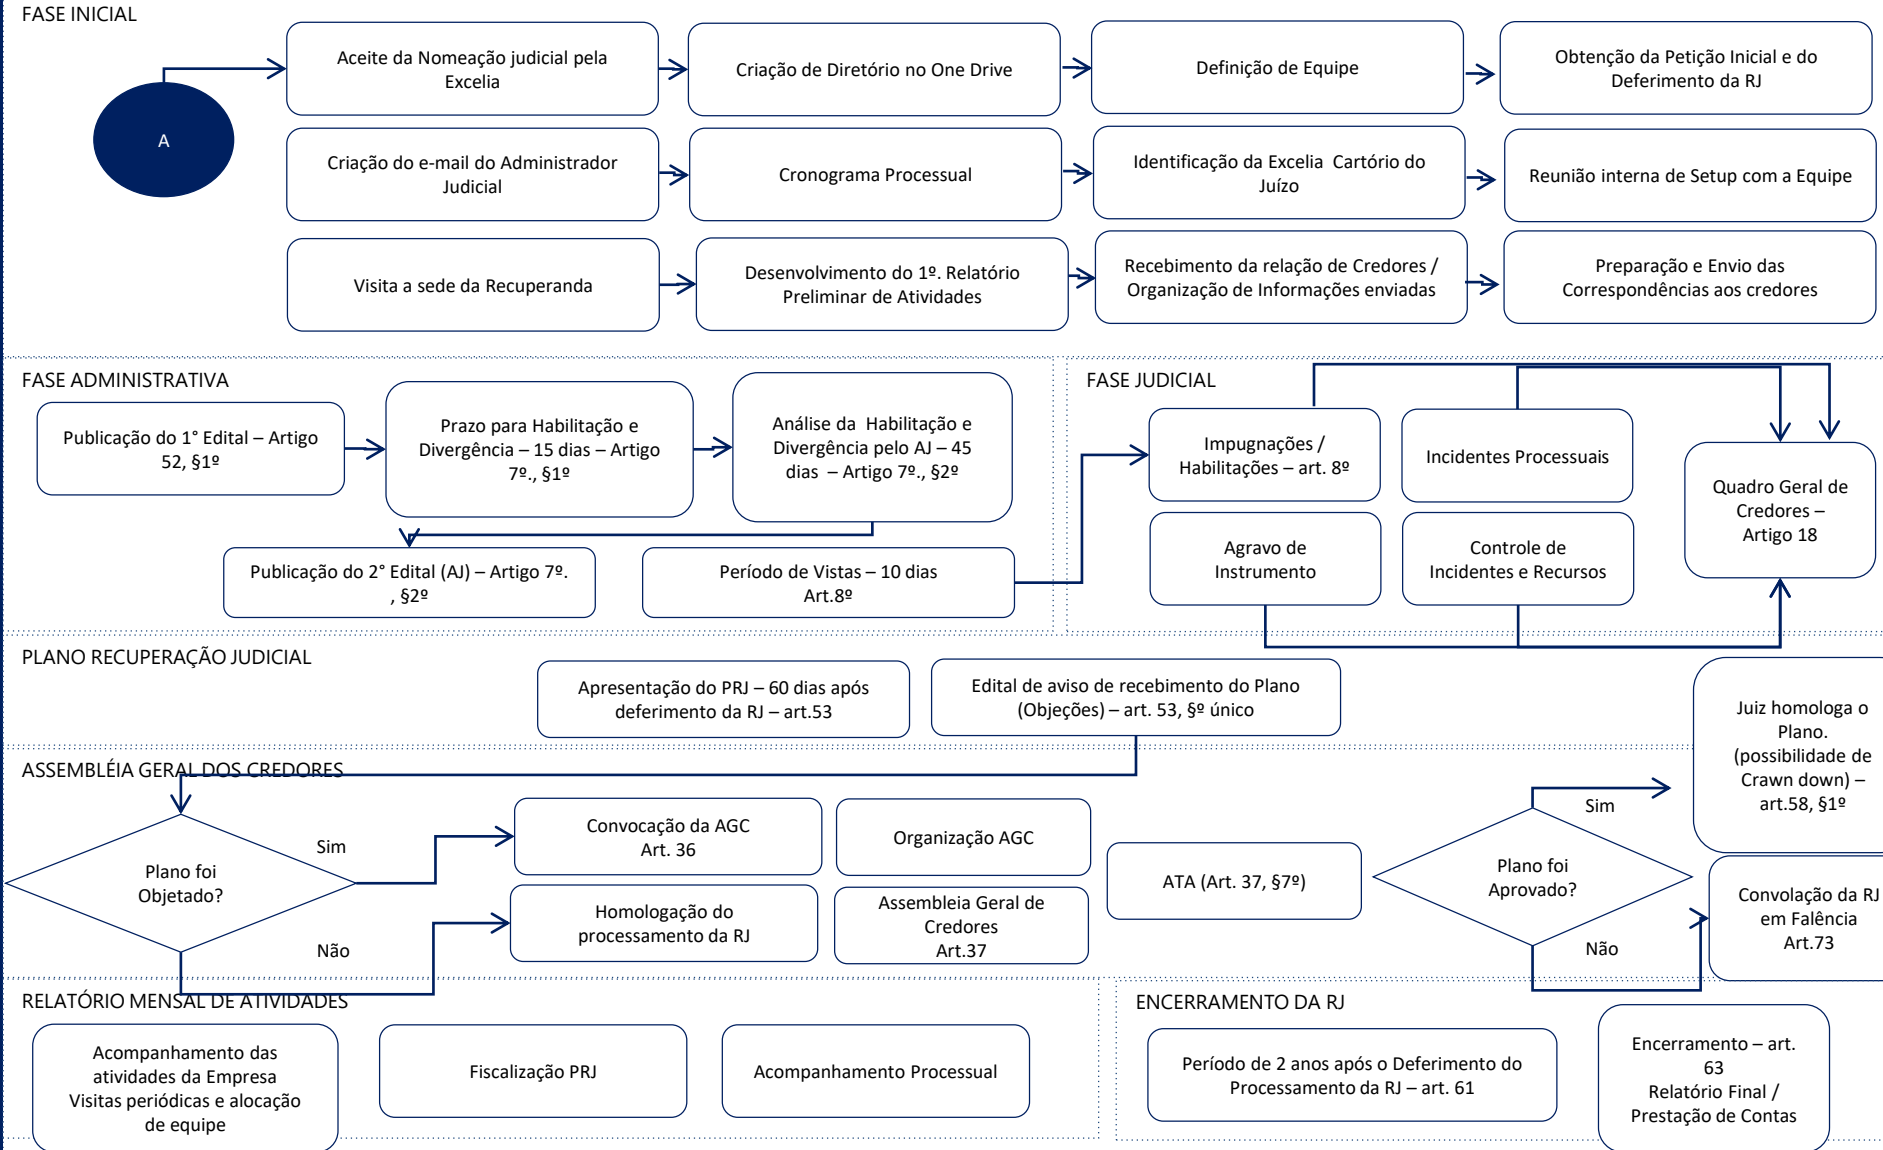 FASE INICIAL
Aceite da Nomeação judicial pela
Excelia
Criação de Diretório no One Drive
Definição de Equipe
Obtenção da Petição Inicial e do
Deferimento da RJ
A
Criação do e-mail do Administrador
Judicial
Cronograma Processual
Identificação da Excelia  Cartório do
Juízo
Reunião interna de Setup com a Equipe
Visita a sede da Recuperanda
Desenvolvimento do 1º. Relatório
Preliminar de Atividades
Recebimento da relação de Credores /
Organização de Informações enviadas
Preparação e Envio das
Correspondências aos credores
FASE ADMINISTRATIVA
Publicação do 1° Edital – Artigo
52, §1º
Prazo para Habilitação e
Divergência – 15 dias – Artigo
7º., §1º
Análise da  Habilitação e
Divergência pelo AJ – 45
dias  – Artigo 7º., §2º
Publicação do 2° Edital (AJ) – Artigo 7º.
, §2º
Período de Vistas – 10 dias
Art.8º
FASE JUDICIAL
Impugnações /
Habilitações – art. 8º
Incidentes Processuais
Agravo de
Instrumento
Controle de
Incidentes e Recursos
Quadro Geral de
Credores –
Artigo 18
PLANO RECUPERAÇÃO JUDICIAL
Apresentação do PRJ – 60 dias após
deferimento da RJ – art.53
Edital de aviso de recebimento do Plano
(Objeções) – art. 53, §º único
Juiz homologa o
Plano.
(possibilidade de
Crawn down) –
art.58, §1º
ASSEMBLÉIA GERAL DOS CREDORES
Plano foi
Objetado?
Sim
Não
Convocação da AGC
Art. 36
Organização AGC
Homologação do
processamento da RJ
Assembleia Geral de
Credores
Art.37
ATA (Art. 37, §7º)
Plano foi
Aprovado?
Sim
Não
Convolação da RJ
em Falência
Art.73
RELATÓRIO MENSAL DE ATIVIDADES
Acompanhamento das
atividades da Empresa
Visitas periódicas e alocação
de equipe
Fiscalização PRJ
Acompanhamento Processual
ENCERRAMENTO DA RJ
Período de 2 anos após o Deferimento do
Processamento da RJ – art. 61
Encerramento – art.
63
Relatório Final /
Prestação de Contas